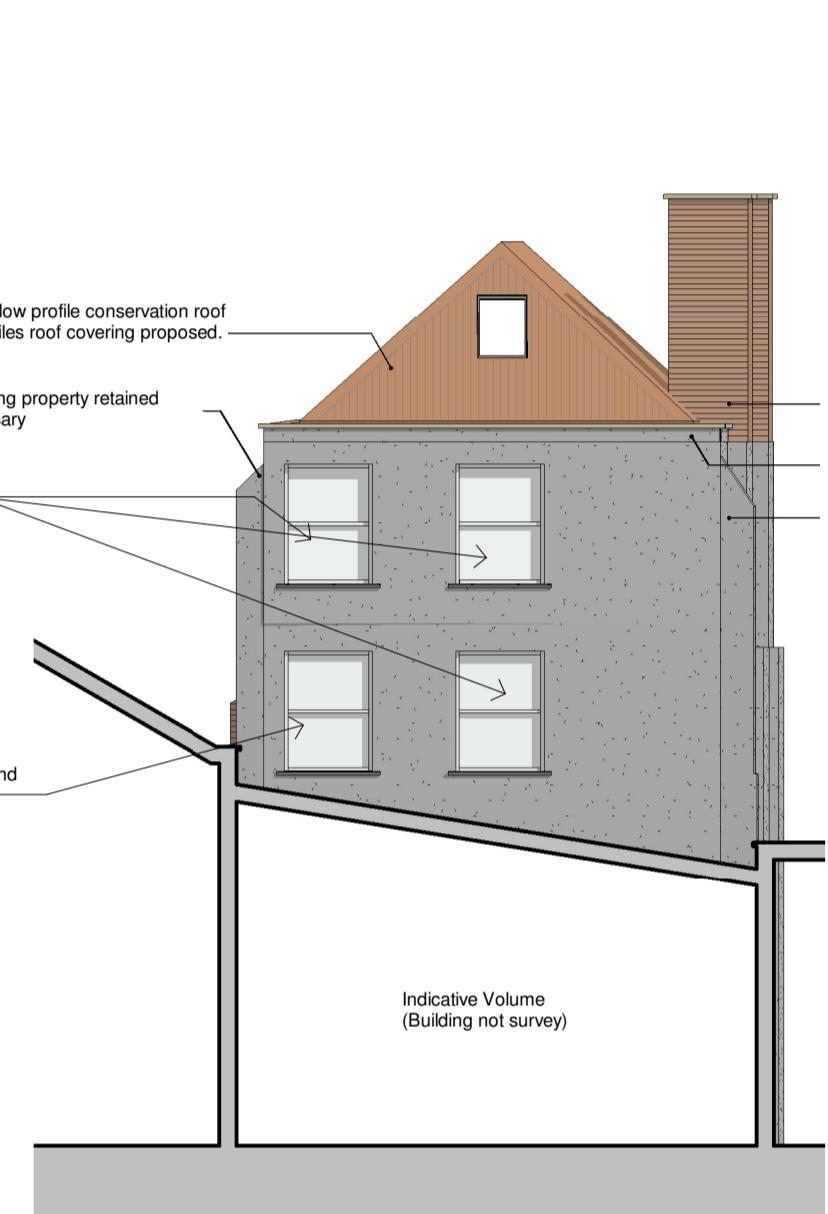 low profile conservation roof
iles roof covering proposed.
ng property retained
ary
nd
Indicative Volume
(Building not survey)